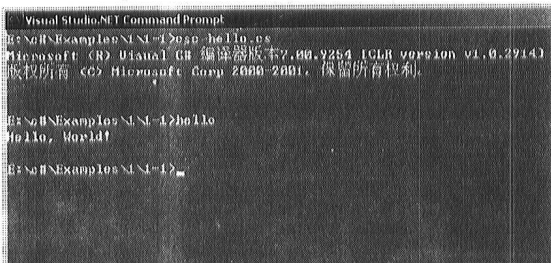 Visual Studio.NET Command Prompt
E:\c#\Examples\1\1-1>csc hello.cs
Microsoft (R) Visual C# 编译器版本7.00.9254 [CLR version v1.0.2914]
版权所有 (C) Microsoft Corp 2000-2001. 保留所有权利.
E:\c#\Examples\1\1-1>hello
Hello, World!
E:\c#\Examples\1\1-1>_